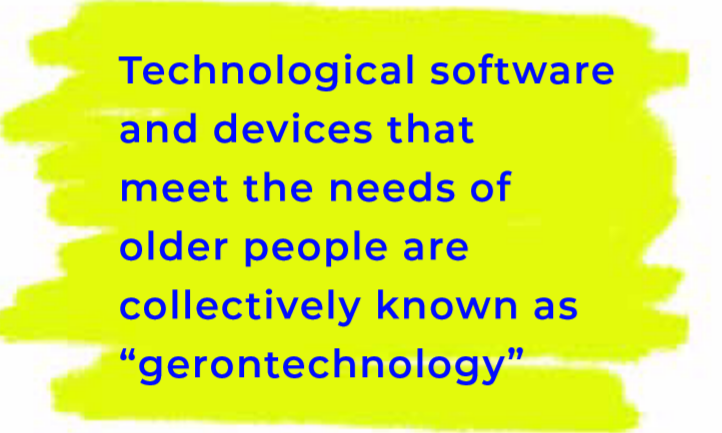 Technological software
and devices that
meet the needs of
older people are
collectively known as
“gerontechnology”